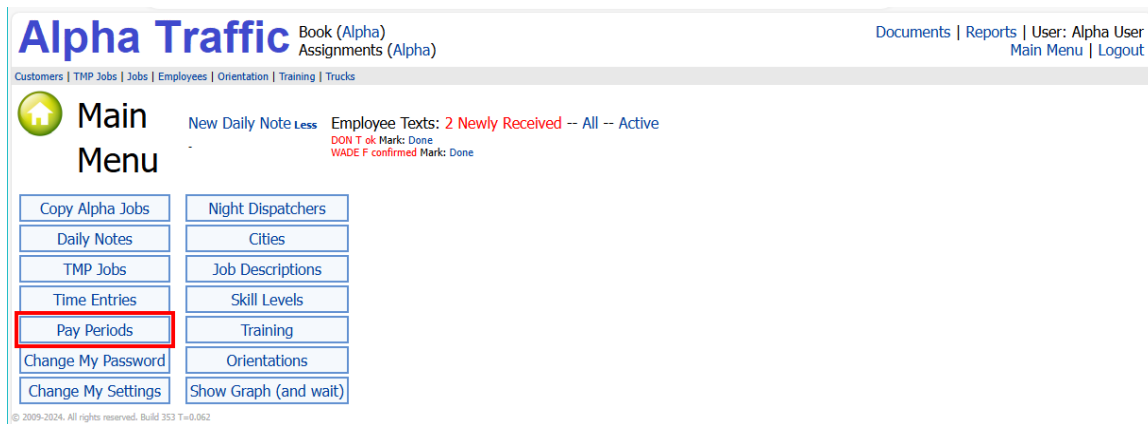 Alpha Traffic Book (Alpha)
Assignments (Alpha)
Documents | Reports | User: Alpha User
Main Menu | Logout
Customers | TMP Jobs | Jobs | Employees | Orientation | Training | Trucks
Main
Menu
New Daily Note Less
-
Employee Texts: 2 Newly Received -- All -- Active
DON T ok Mark: Done
WADE F confirmed Mark: Done
Copy Alpha Jobs
Night Dispatchers
Daily Notes
Cities
TMP Jobs
Job Descriptions
Time Entries
Skill Levels
Pay Periods
Training
Change My Password
Orientations
Change My Settings
Show Graph (and wait)
© 2009-2024. All rights reserved. Build 353 T=0.062